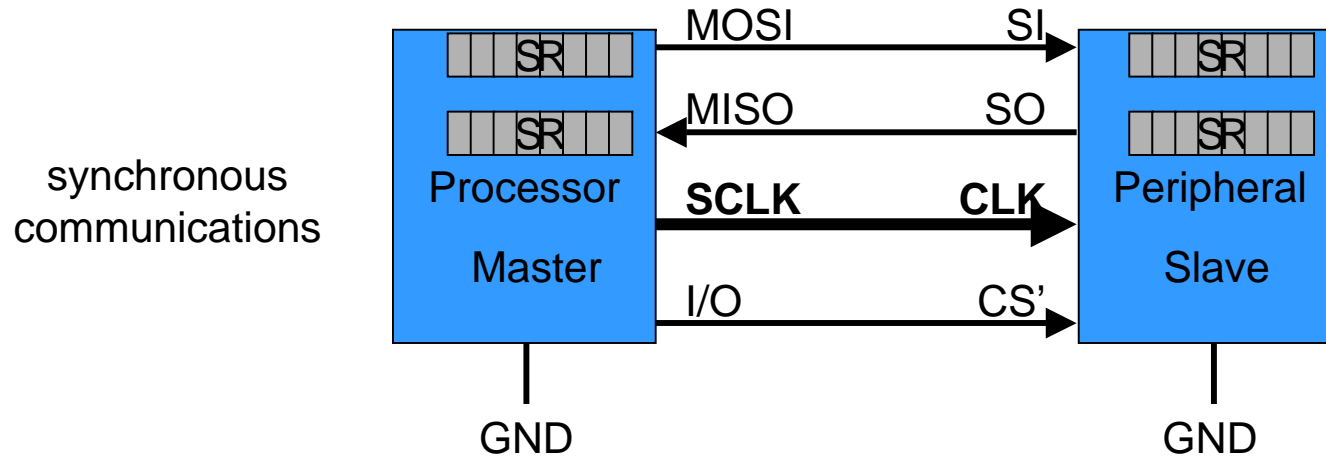 MOSI SI
SR SR
MISO SO
SR SR
synchronous
communications
Processor SCLK CLK Peripheral
Master Slave
I/O CS’
GND GND